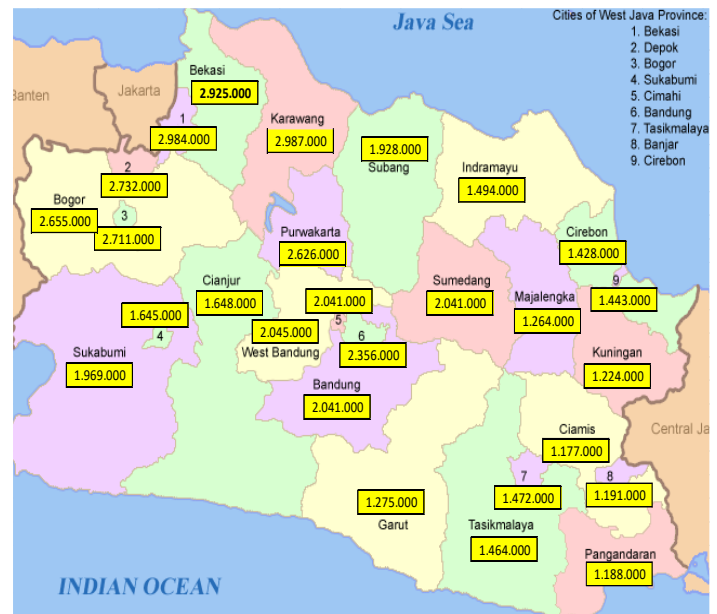 Java Sea
Cities of West Java Province:
1. Bekasi
2. Depok
3. Bogor
4. Sukabumi
5. Cimahi
6. Bandung
7. Tasikmalaya
8. Banjar
9. Cirebon
Banten
Jakarta
Bekasi
2.925.000
1
2.984.000
Karawang
2.987.000
1.928.000
Subang
Indramayu
1.494.000
2
2.732.000
Bogor
2.655.000
3
2.711.000
Purwakarta
2.626.000
Cirebon
1.428.000
9
1.443.000
Cianjur
1.648.000
2.041.000
Sumedang
2.041.000
Majalengka
1.264.000
1.645.000
4
Sukabumi
1.969.000
5
2.045.000
West Bandung
6
2.356.000
Kuningan
1.224.000
Bandung
2.041.000
Ciamis
1.177.000
Central Ja
7
1.472.000
8
1.191.000
1.275.000
Garut
Tasikmalaya
1.464.000
Pangandaran
1.188.000
INDIAN OCEAN